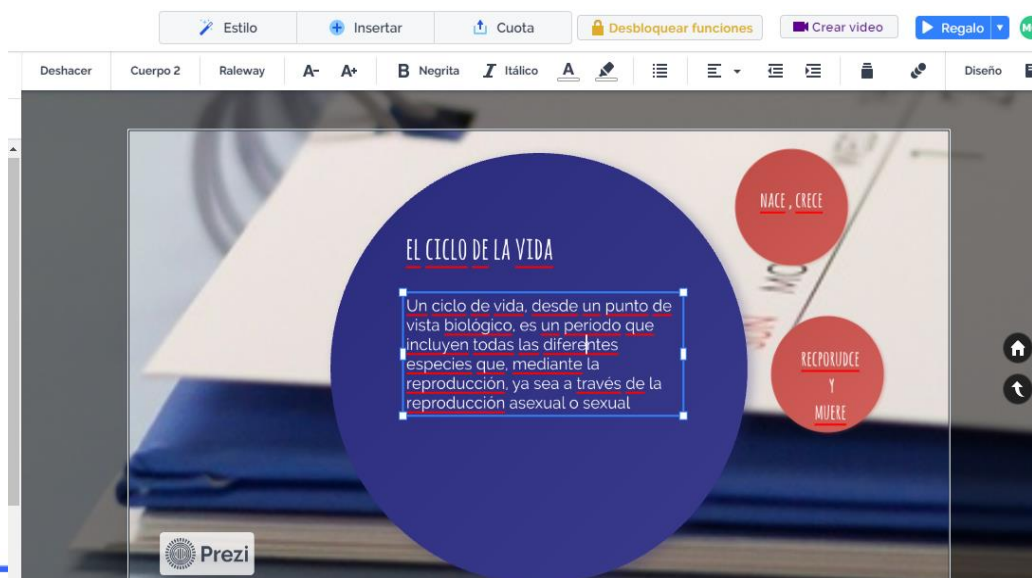 Estilo
Insertar
Cuota
Desbloquear funciones
Crear video
Regalo
Deshacer
Cuerpo 2
Raleway
A-
A+
B Negrita
I Itálico
A
Diseño
EL CICLO DE LA VIDA
Un ciclo de vida, desde un punto de
vista biológico, es un periodo que
incluyen todas las diferentes
especies que, mediante la
reproducción, ya sea a través de la
reproducción asexual o sexual
NACE , CRECE
RECPORUDCE
Y
MUERE
JUN
MO
Prezi